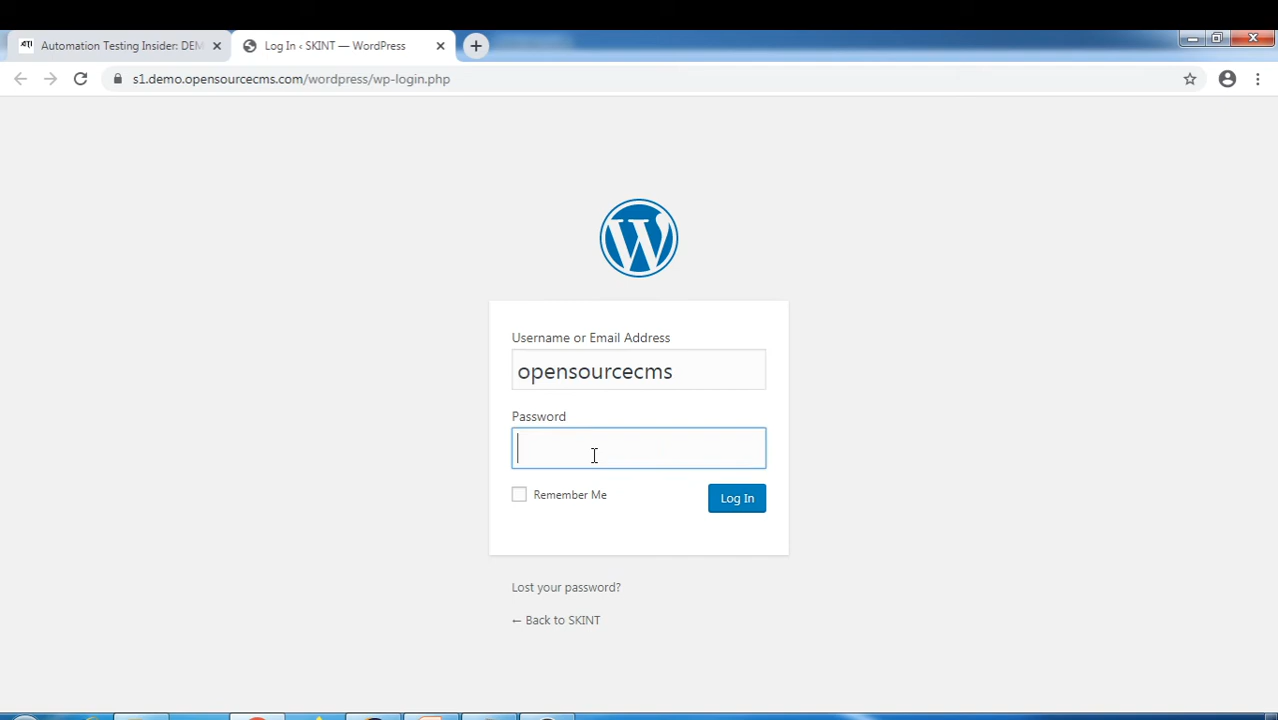 ATI Automation Testing Insider: DEM
Log In ‹ SKINT — WordPress
s1.demo.opensourcecms.com/wordpress/wp-login.php
Username or Email Address
opensourcecms
Password
Remember Me
Log In
Lost your password?
← Back to SKINT